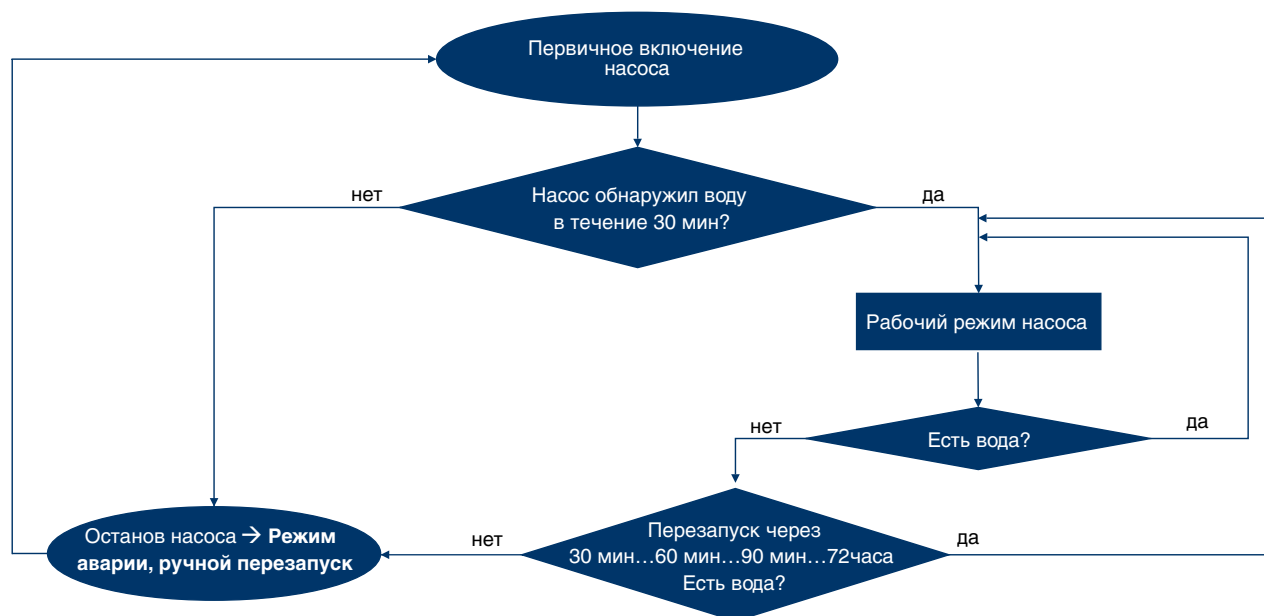 Первичное включение
насоса
нет
Насос обнаружил воду
в течение 30 мин?
да
Рабочий режим насоса
нет
Есть вода?
да
Останов насоса → Режим
аварии, ручной перезапуск
нет
Перезапуск через
30 мин...60 мин...90 мин...72часа
Есть вода?
да